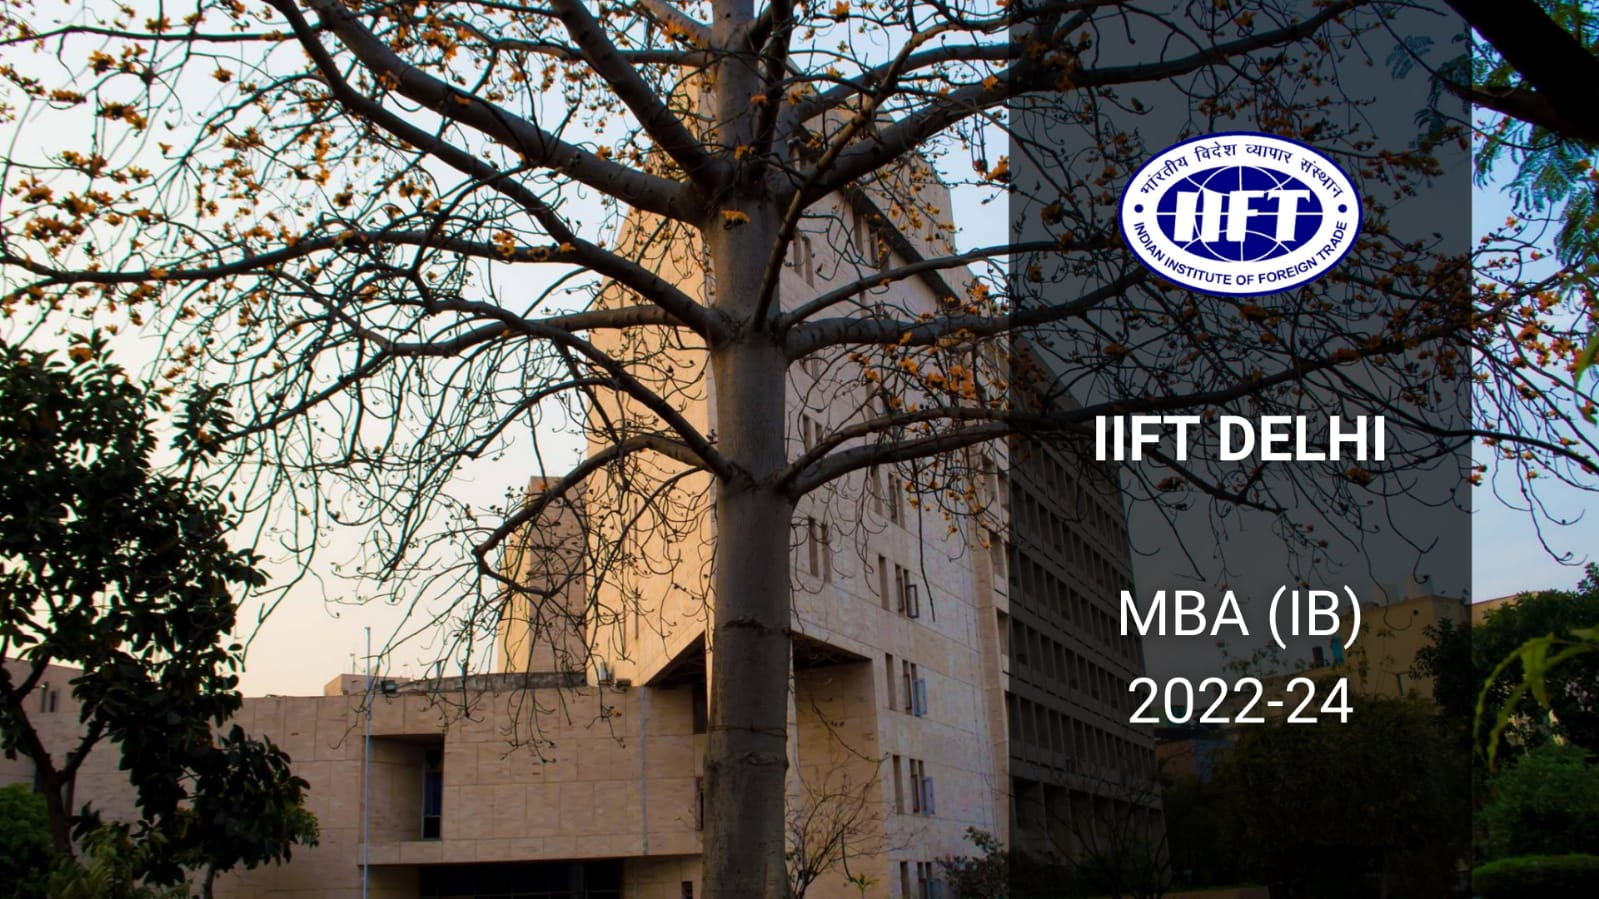 भारतीय विदेश व्यापार संस्थान
IIFT
INDIAN INSTITUTE OF FOREIGN TRADE
IIFT DELHI
MBA (IB)
2022-24